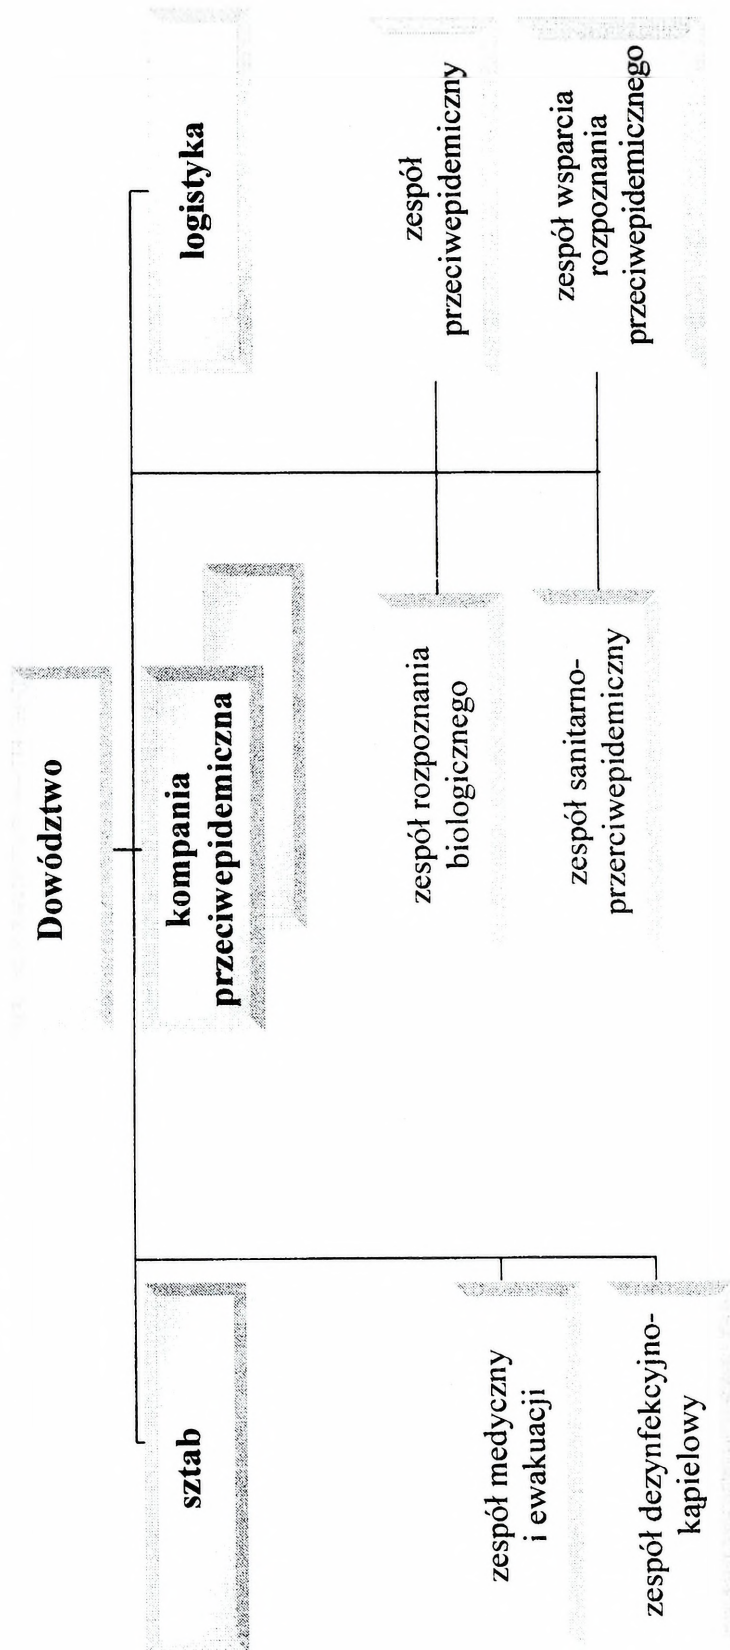 Dowództwo
sztab
kompania
przeciwepidemiczna
logistyka
zespół medyczny
i ewakuacji
zespół rozpoznania
biologicznego
zespół
przeciwepidemiczny
zespół dezynfekcyjno-
kąpielowy
zespół sanitarno-
przerciwepidemiczny
zespół wsparcia
rozpoznania
przeciwepidemicznego